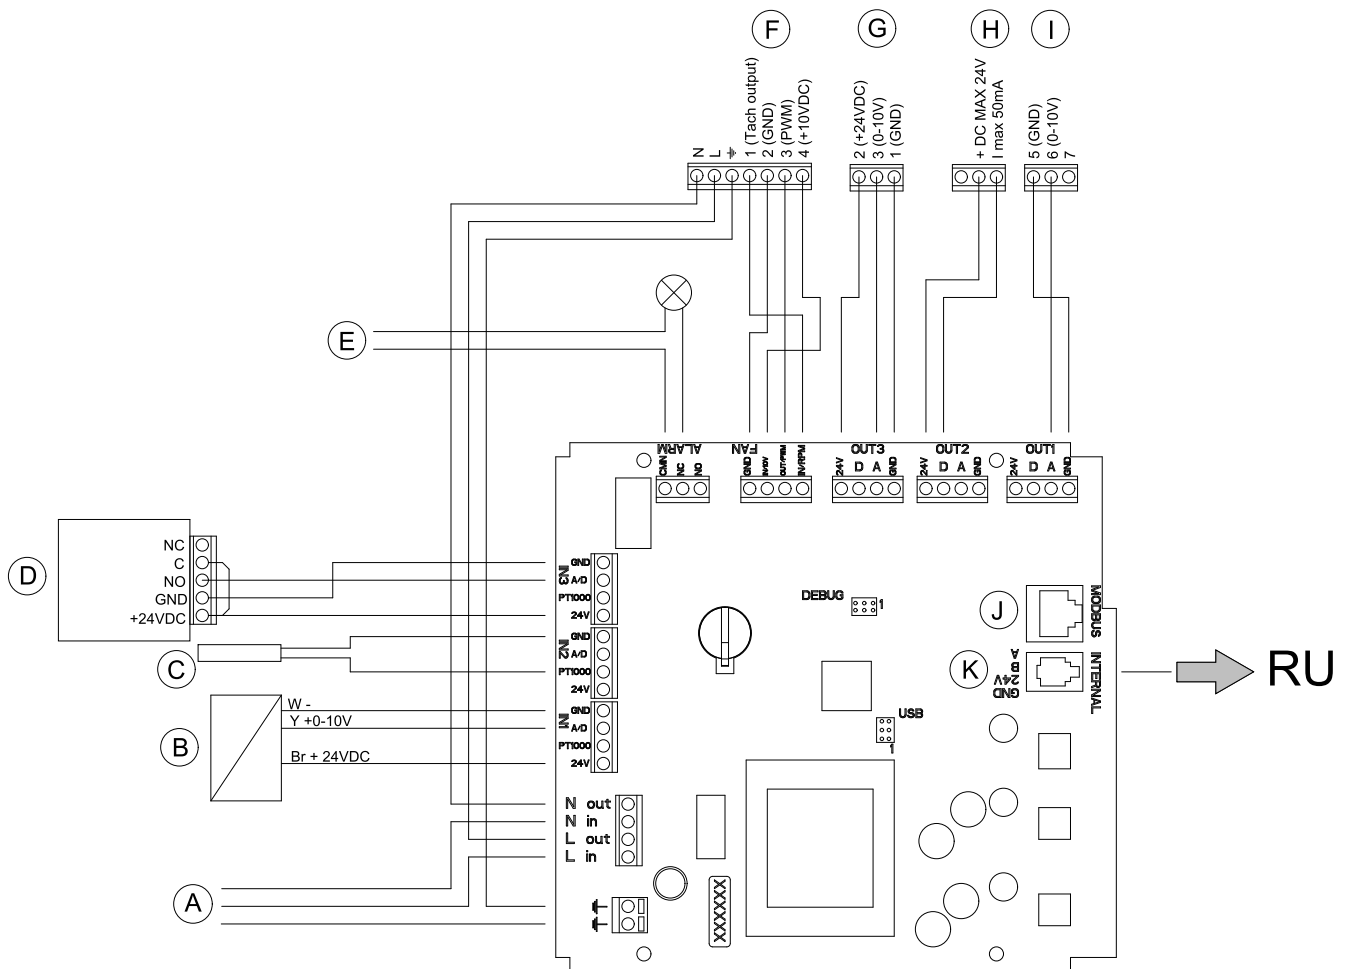 F
G
H
I
N
L
1 (Tach output)
2 (GND)
3 (PWM)
4 (+10VDC)
2 (+24VDC)
3 (0-10V)
1 (GND)
+ DC MAX 24V
I max 50mA
5 (GND)
6 (0-10V)
7
E
ALARM
CMN
NC
NO
FAN
GND
IN/10V
OUT/PWM
IN/RPM
OUT3
24V
D
A
GND
OUT2
24V
D
A
GND
OUT1
24V
D
A
GND
D
NC
C
NO
GND
+24VDC
IN3
GND
A/D
PT1000
24V
C
IN2
GND
A/D
PT1000
24V
B
W -
Y +0-10V
Br + 24VDC
IN1
GND
A/D
PT1000
24V
N out
N in
L out
L in
A
DEBUG
1
USB
1
J
MODBUS
K
A
B
24V
GND
INTERNAL
RU